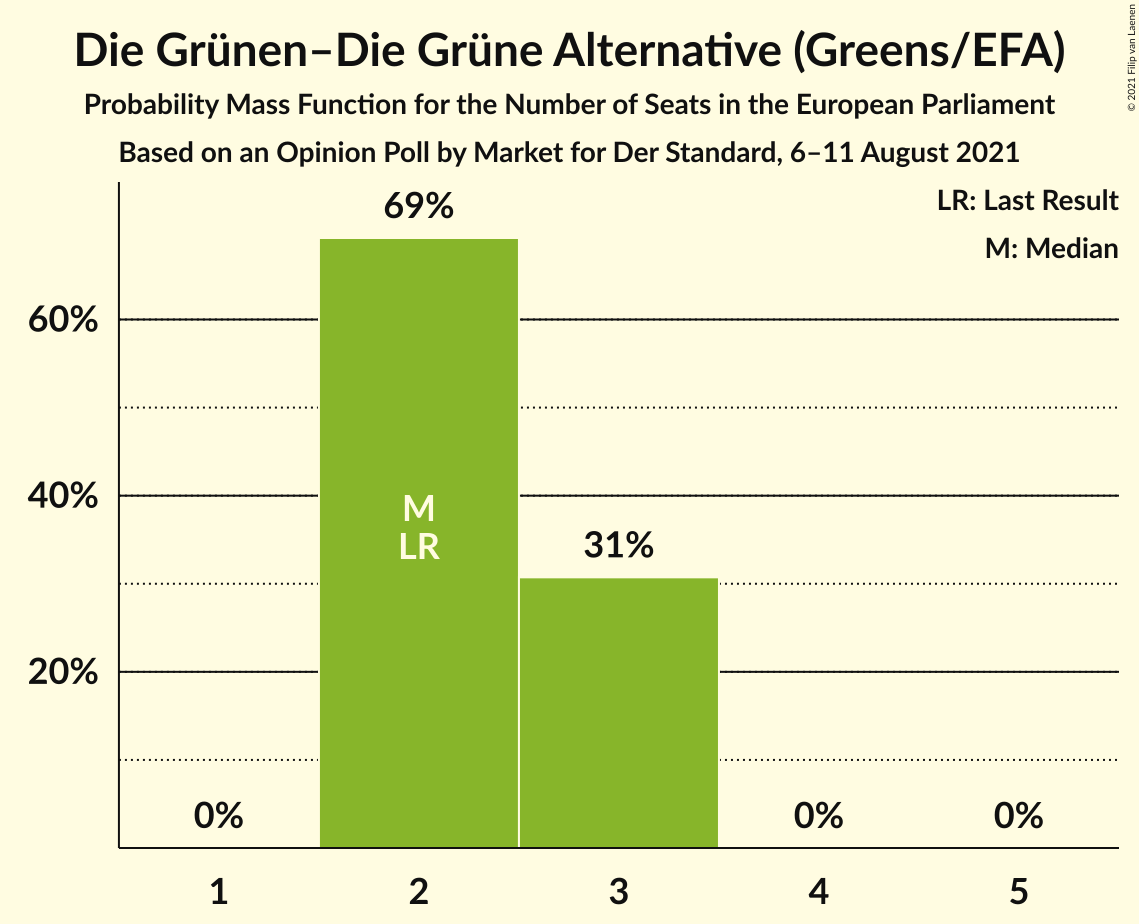 Die Grünen–Die Grüne Alternative (Greens/EFA)
Probability Mass Function for the Number of Seats in the European Parliament
Based on an Opinion Poll by Market for Der Standard, 6–11 August 2021
© 2021 Filip van Laenen
LR: Last Result
M: Median
69%
60%
40%
M
LR
31%
20%
0%
0%
0%
1
2
3
4
5